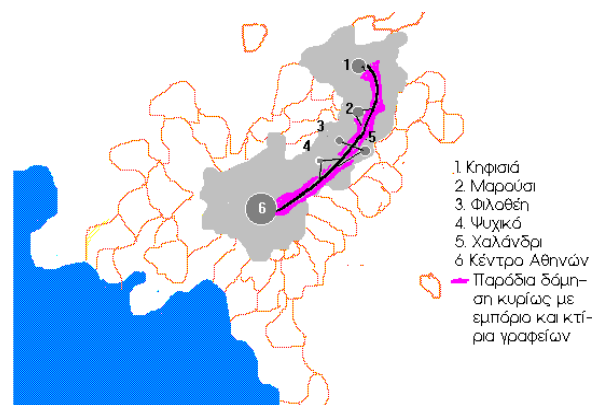 1
2
3
4
5
6
1. Κηφισιά
2. Μαρούσι
3. Φιλοθέη
4. Ψυχικό
5. Χαλάνδρι
6 Κέντρο Αθηνών
Παρόδια δόμη-
ση κυρίως με
εμπόριο και κτί-
ρια γραφείων